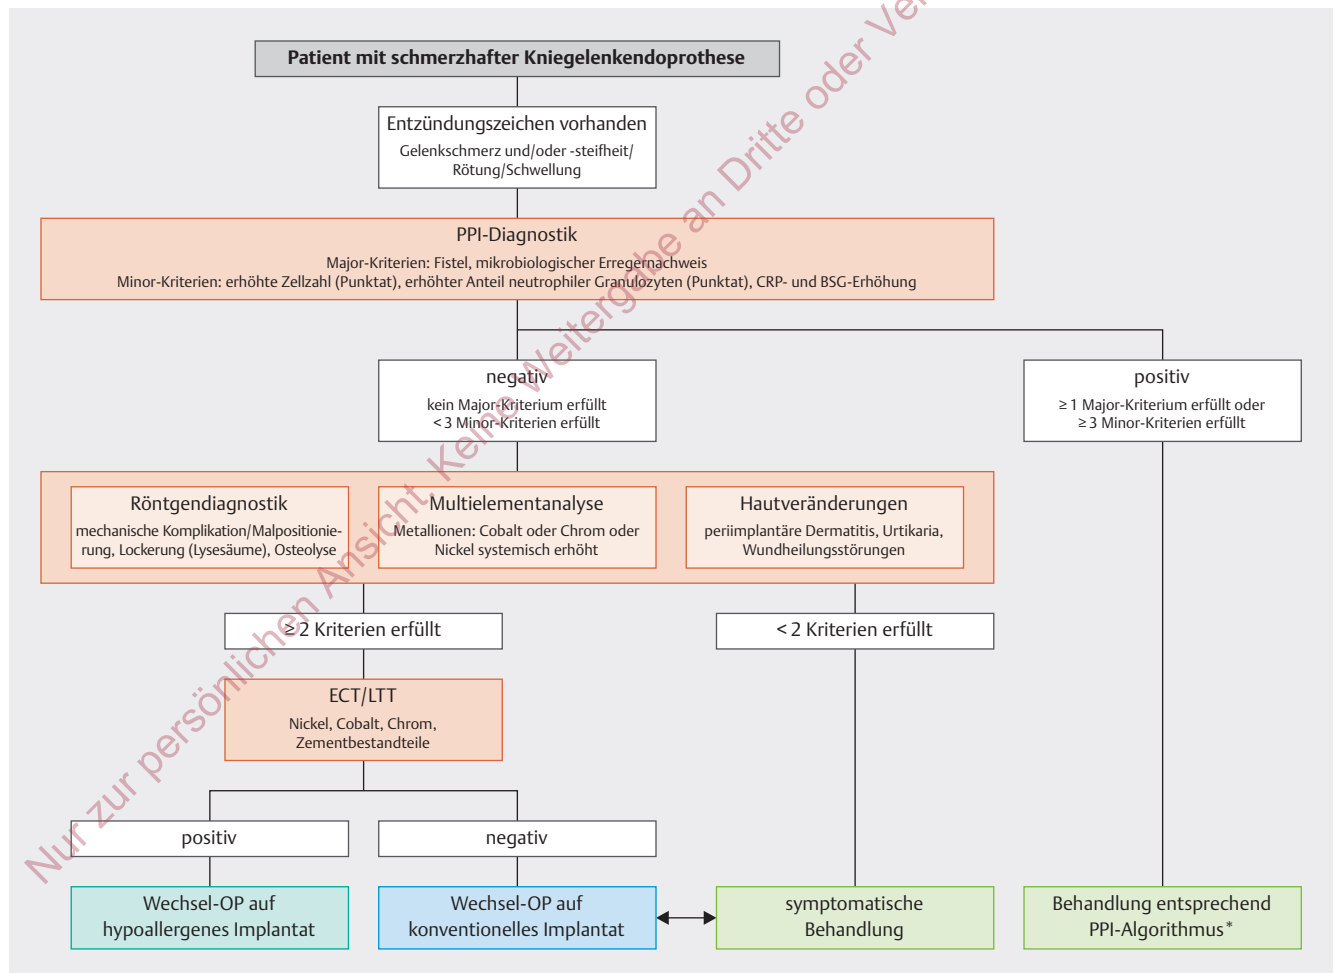 Patient mit schmerzhafter Kniegelenkendoprothese
Entzündungszeichen vorhanden
Gelenkschmerz und/oder -steifheit/
Rötung/Schwellung
PPI-Diagnostik
Major-Kriterien: Fistel, mikrobiologischer Erregernachweis
Minor-Kriterien: erhöhte Zellzahl (Punktat), erhöhter Anteil neutrophiler Granulozyten (Punktat), CRP- und BSG-Erhöhung
negativ
kein Major-Kriterium erfüllt
< 3 Minor-Kriterien erfüllt
positiv
≥ 1 Major-Kriterium erfüllt oder
≥ 3 Minor-Kriterien erfüllt
Röntgendiagnostik
mechanische Komplikation/Malpositionie-
rung, Lockerung (Lysesäume), Osteolyse
Multielementanalyse
Metallionen: Cobalt oder Chrom oder
Nickel systemisch erhöht
Hautveränderungen
periimplantäre Dermatitis, Urtikaria,
Wundheilungsstörungen
≥ 2 Kriterien erfüllt
< 2 Kriterien erfüllt
ECT/LTT
Nickel, Cobalt, Chrom,
Zementbestandteile
positiv
negativ
Wechsel-OP auf
hypoallergenes Implantat
Wechsel-OP auf
konventionelles Implantat
symptomatische
Behandlung
Behandlung entsprechend
PPI-Algorithmus*
Nur zur persönlichen Ansicht. Keine Weitergabe an Dritte oder